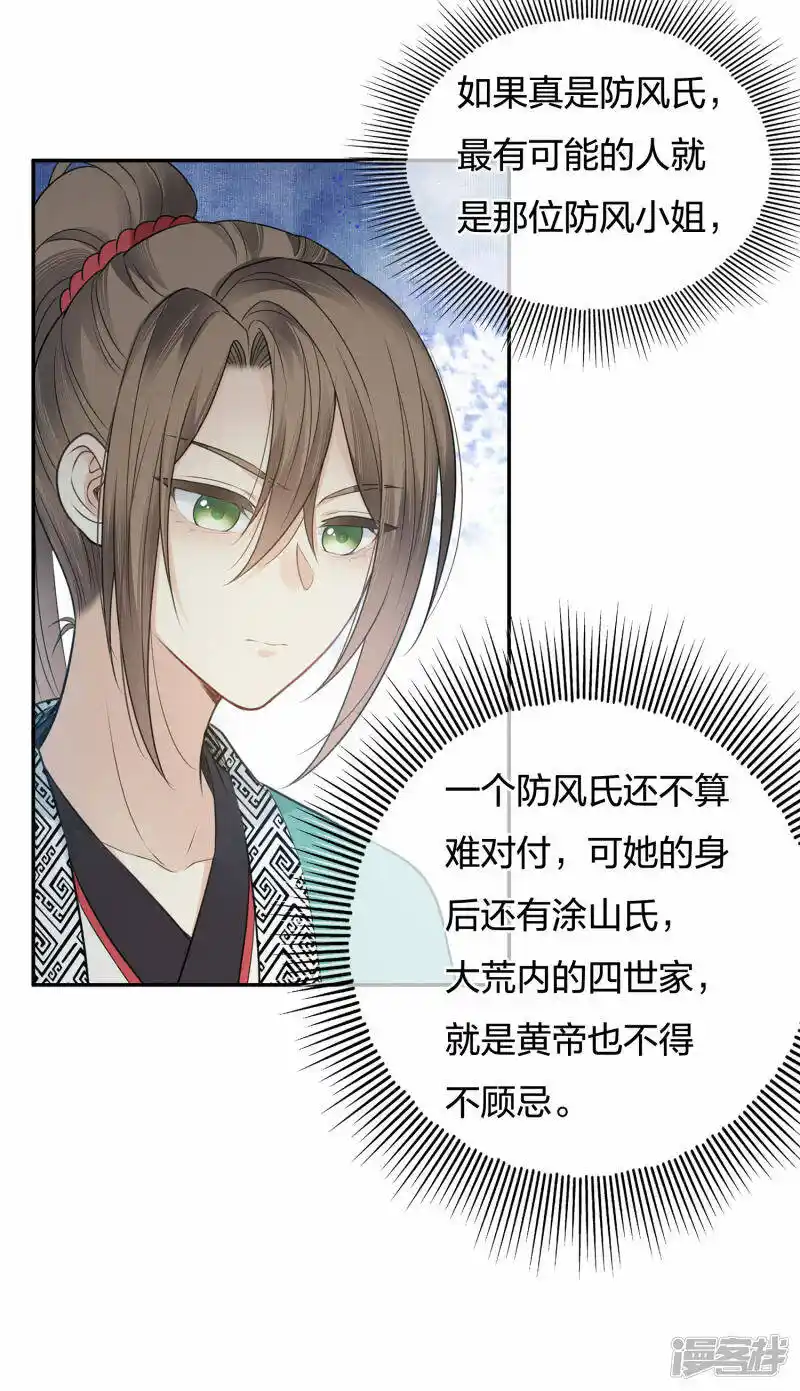 如果真是防风氏，
最有可能的人就
是那位防风小姐，
一个防风氏还不算
难对付，可她的身
后还有涂山氏，
大荒内的四世家，
就是黄帝也不得
不顾忌。
漫客栈